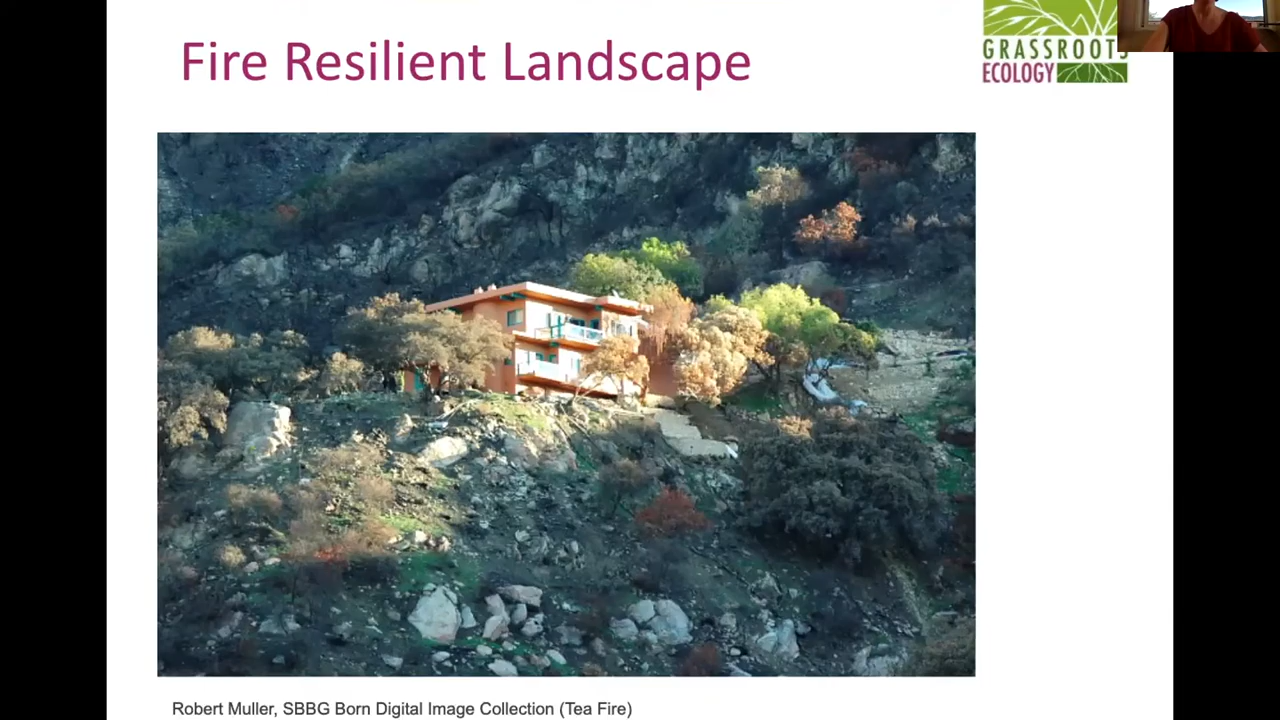 Fire Resilient Landscape
GRASSROOTS
ECOLOGY
Robert Muller, SBBG Born Digital Image Collection (Tea Fire)